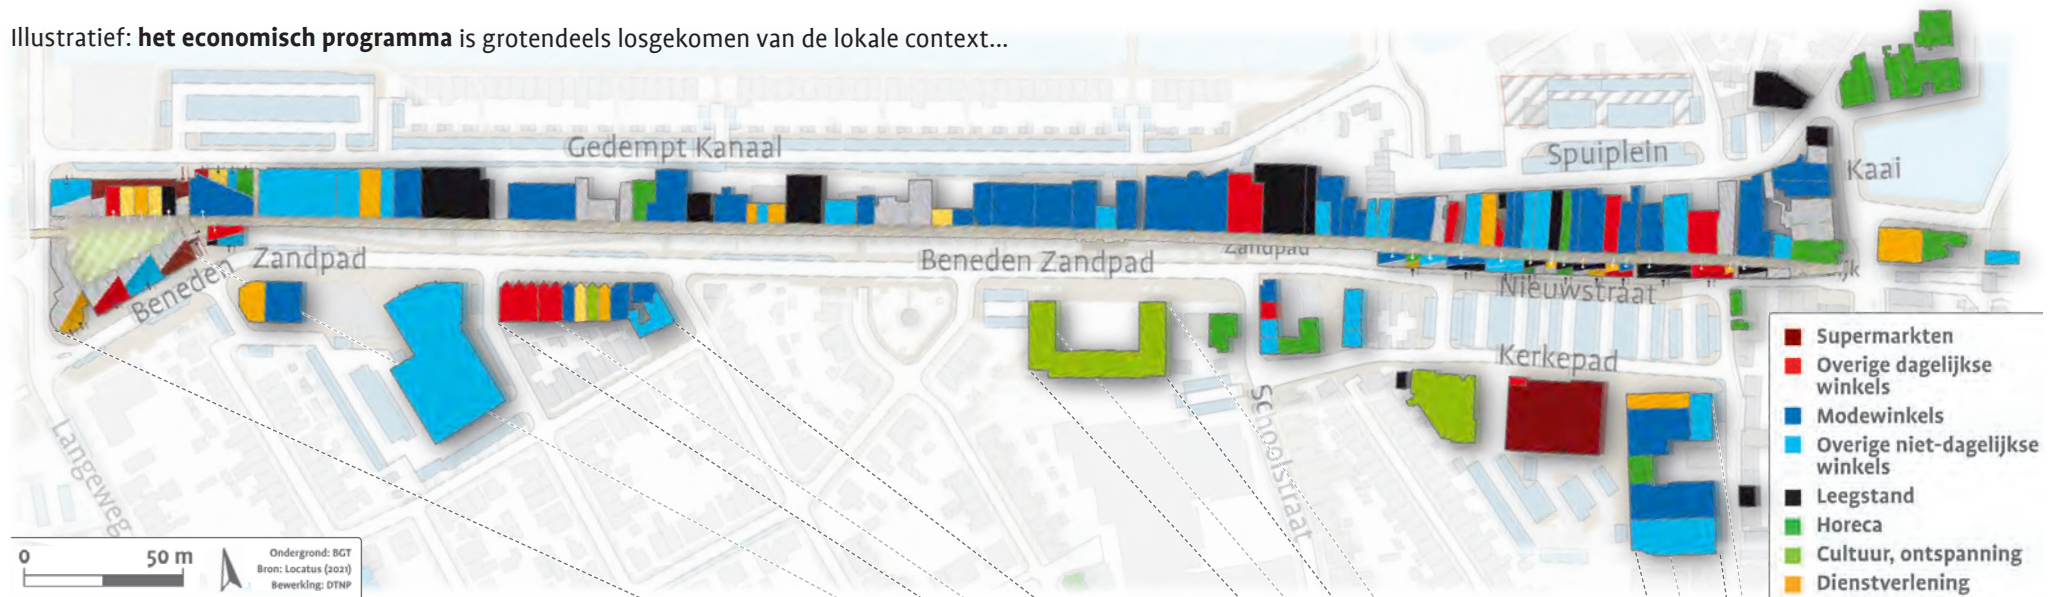 Illustratief: het economisch programma is grotendeels losgekomen van de lokale context...
Gedempt Kanaal
Spuiplein
Kaai
Zandpad
Beneden
Beneden Zandpad
Zandpad
Nieuwstraat
Kerkepad
Schoolstraat
Langeweg
Supermarkten
Overige dagelijkse
winkels
Modewinkels
Overige niet-dagelijkse
winkels
Leegstand
Horeca
Cultuur, ontspanning
Dienstverlening
0 50 m
Ondergrond: BGT
Bron: Locatus (2021)
Bewerking: DTNP